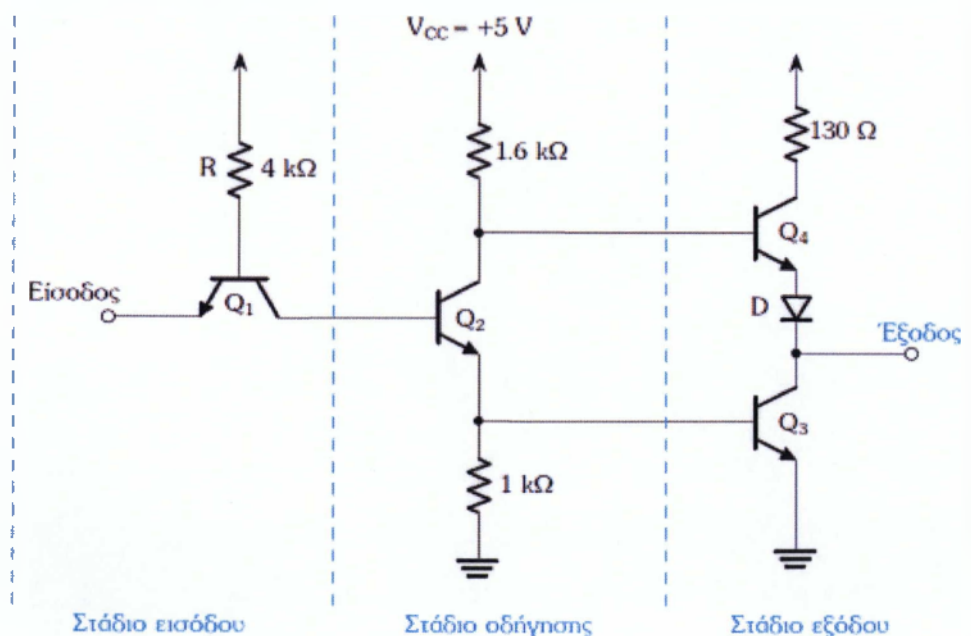 V_CC = +5 V
R 4 kΩ
1.6 kΩ
130 Ω
Είσοδος
Q₁
Q₂
Q₄
D
Έξοδος
Q₃
1 kΩ
Στάδιο εισόδου
Στάδιο οδήγησης
Στάδιο εξόδου